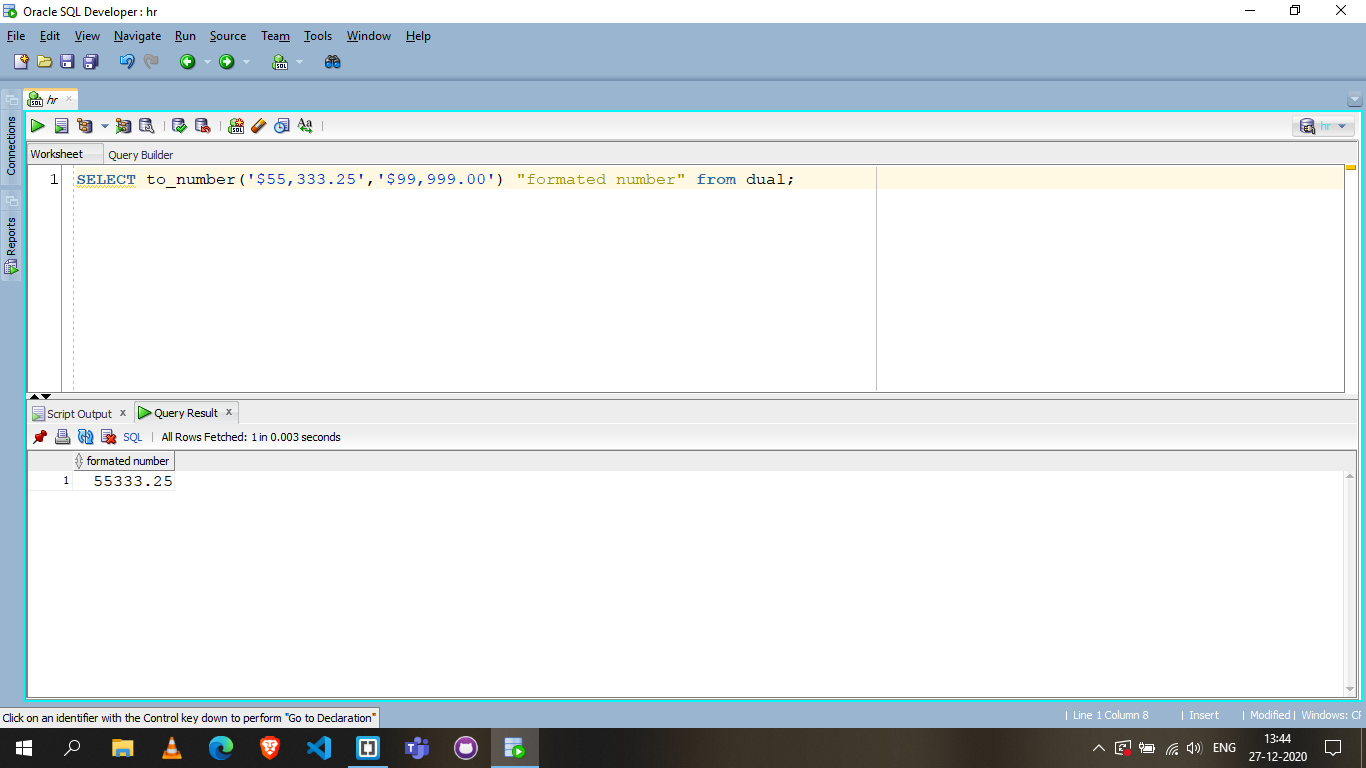 Oracle SQL Developer : hr
File Edit View Navigate Run Source Team Tools Window Help
hr
Connections
Reports
hr
Worksheet Query Builder
1 SELECT to_number('$55,333.25','$99,999.00') "formated number" from dual;
Script Output x Query Result x
SQL | All Rows Fetched: 1 in 0.003 seconds
formated number
1 55333.25
Click on an identifier with the Control key down to perform "Go to Declaration"
| Line 1 Column 8 | Insert | Modified | Windows: CF
ENG
13:44
27-12-2020